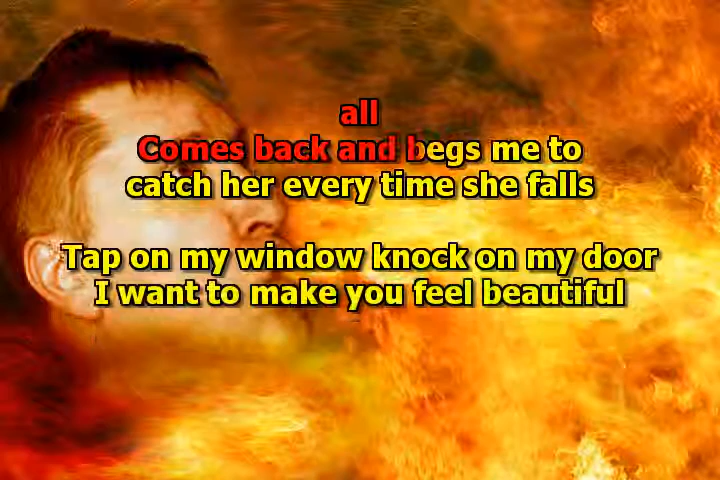 all
Comes back and begs me to
catch her every time she falls
Tap on my window knock on my door
I want to make you feel beautiful